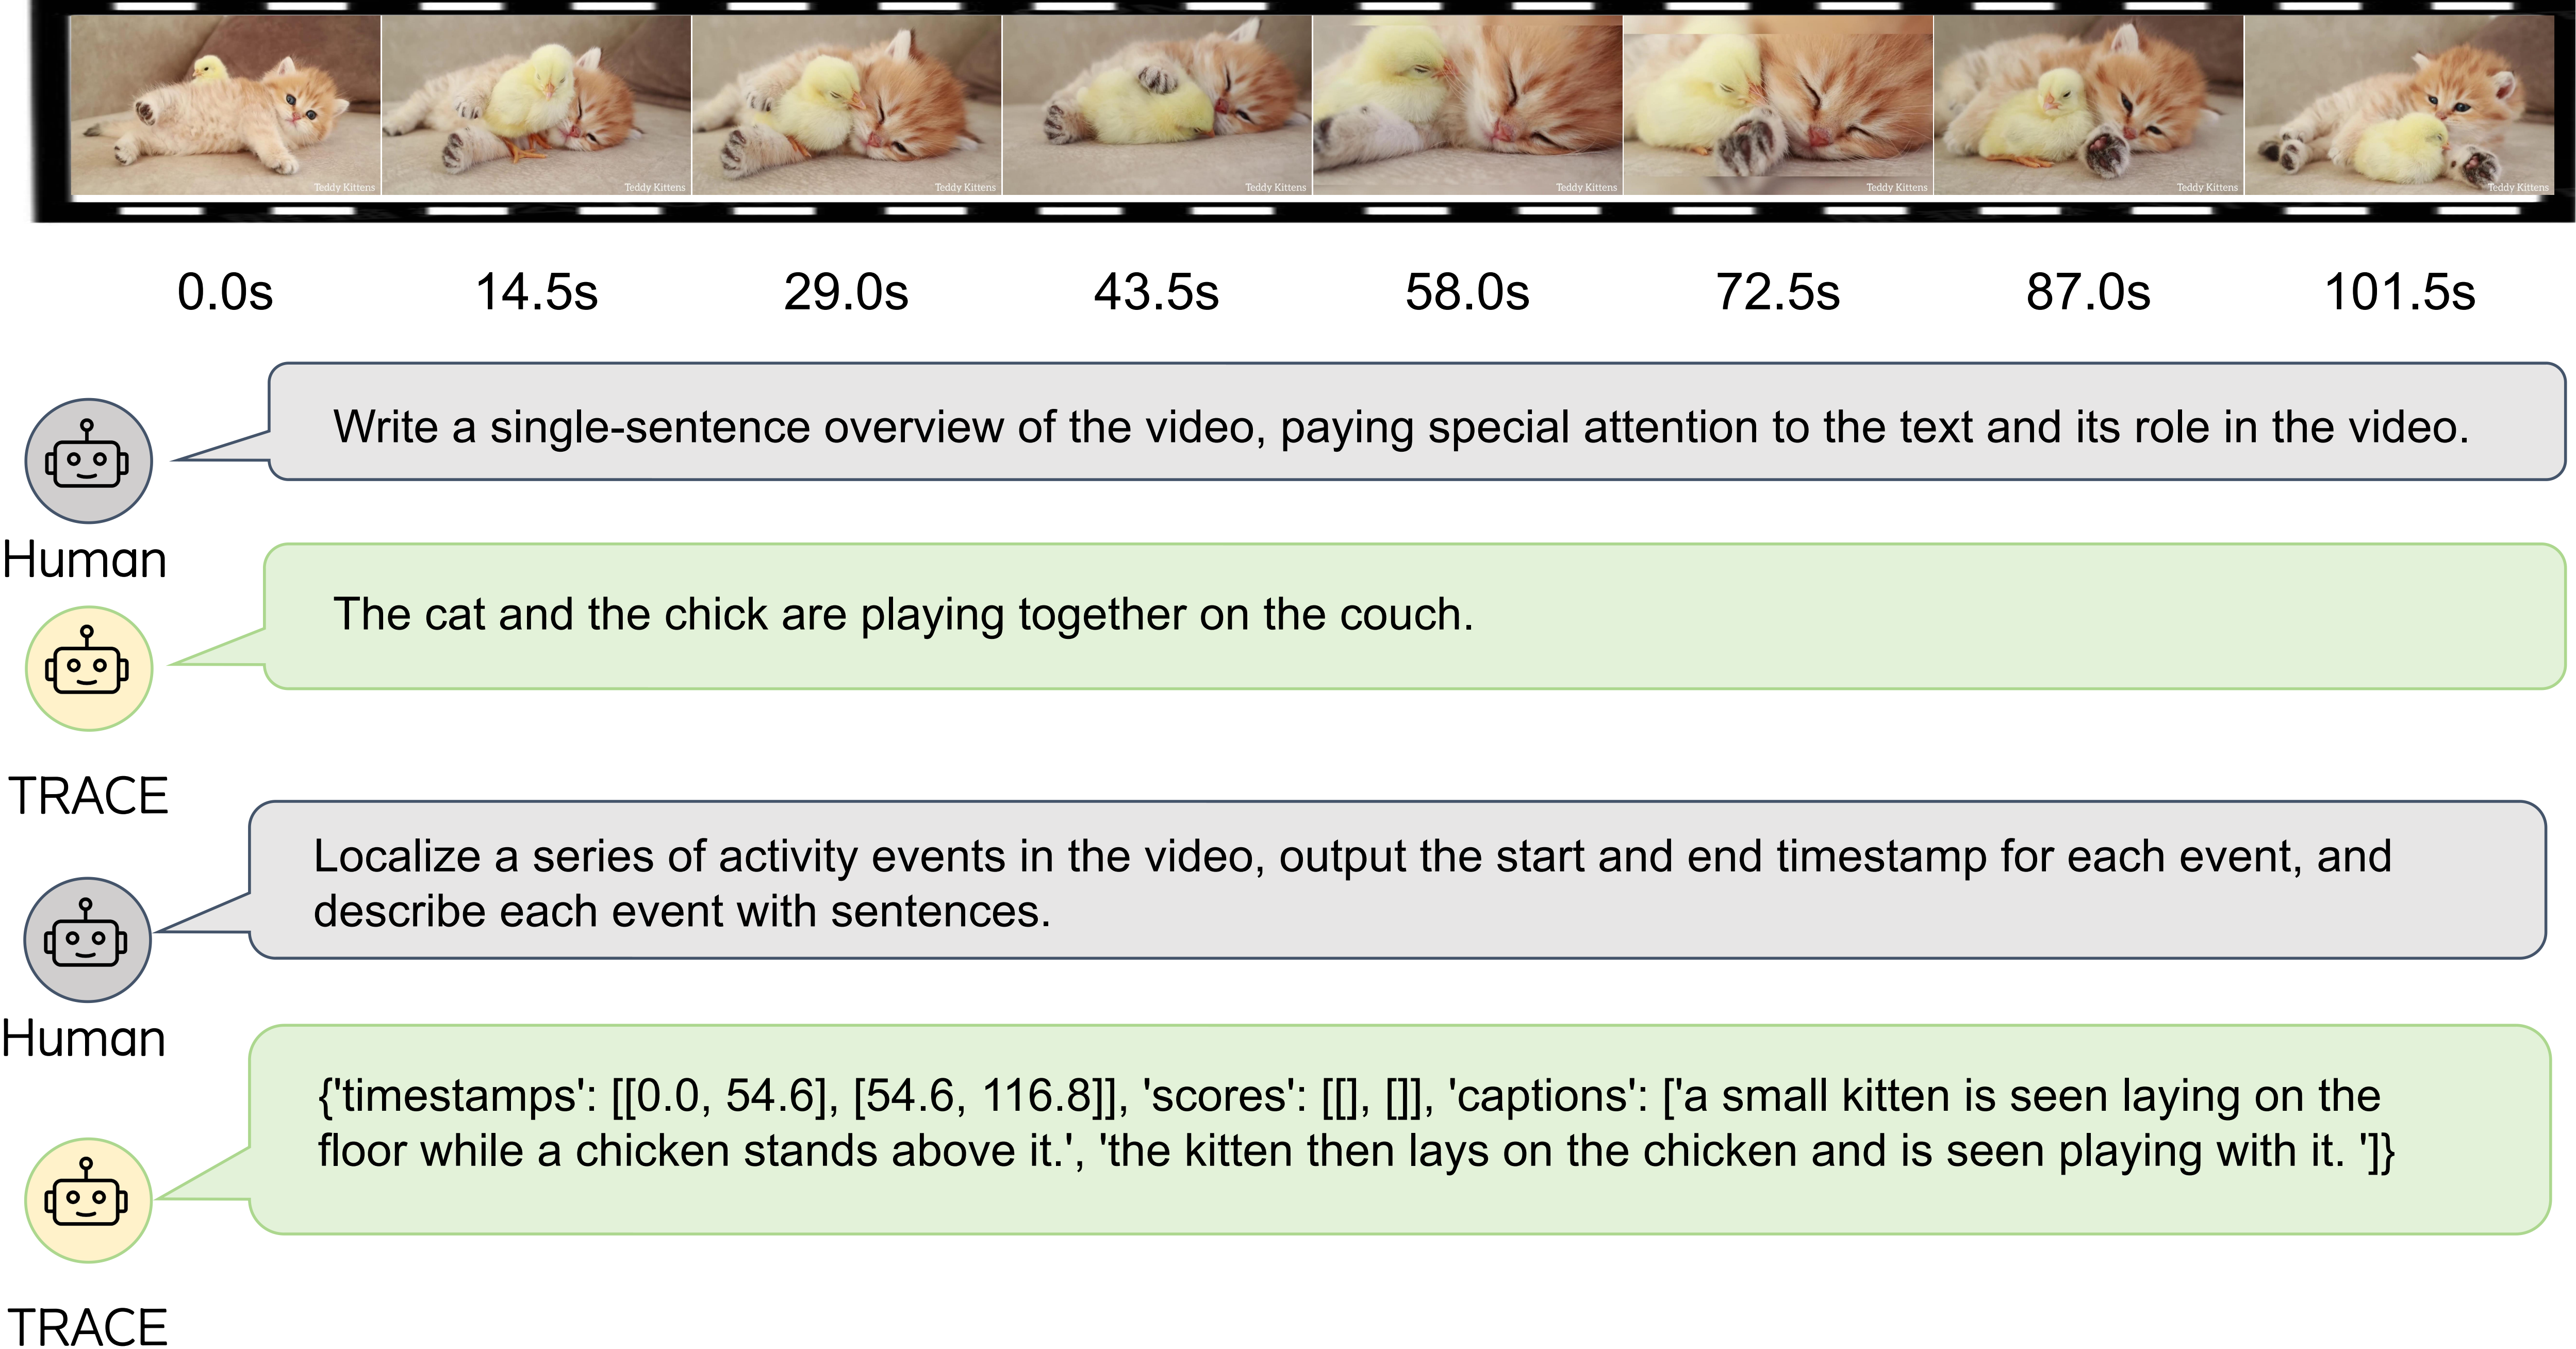 Teddy Kittens
Teddy Kittens
Teddy Kittens
Teddy Kittens
Teddy Kittens
Teddy Kittens
Teddy Kittens
Teddy Kittens
0.0s 14.5s 29.0s 43.5s 58.0s 72.5s 87.0s 101.5s
Write a single-sentence overview of the video, paying special attention to the text and its role in the video.
Human
The cat and the chick are playing together on the couch.
TRACE
Localize a series of activity events in the video, output the start and end timestamp for each event, and
describe each event with sentences.
Human
{'timestamps': [[0.0, 54.6], [54.6, 116.8]], 'scores': [[], []], 'captions': ['a small kitten is seen laying on the
floor while a chicken stands above it.', 'the kitten then lays on the chicken and is seen playing with it. ']}
TRACE